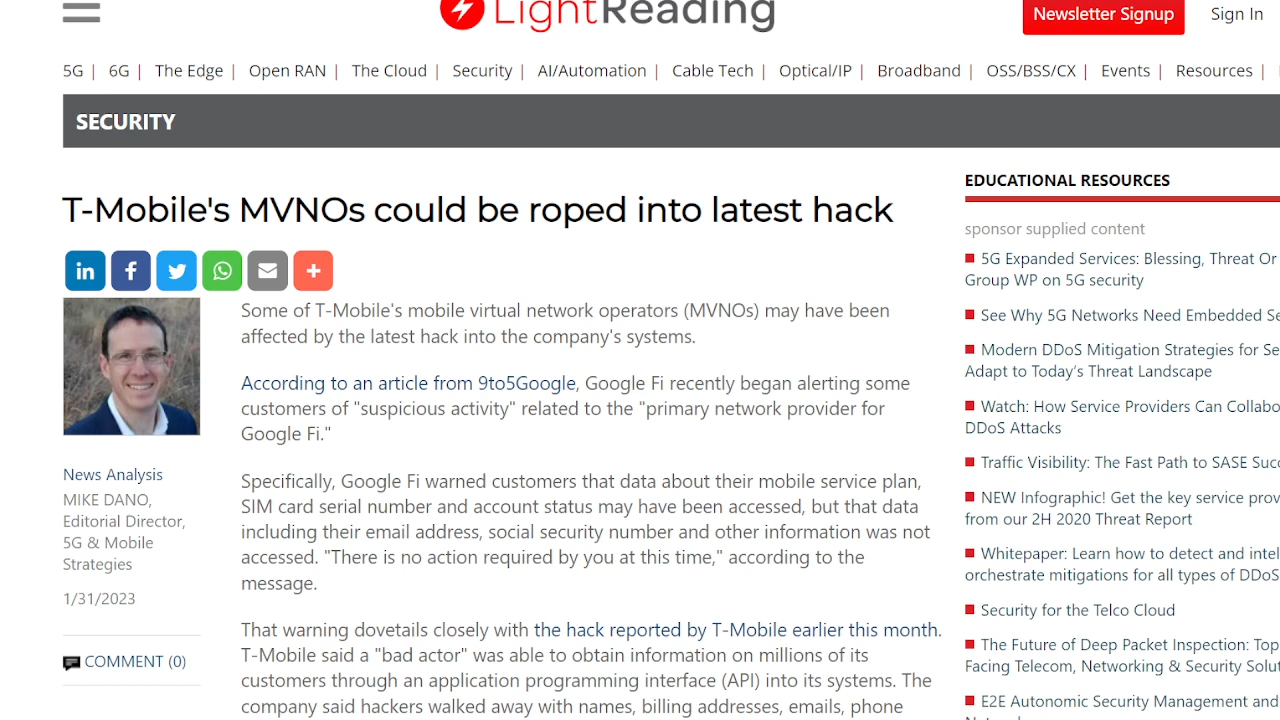 LightReading
Newsletter Signup
Sign In
5G | 6G | The Edge | Open RAN | The Cloud | Security | AI/Automation | Cable Tech | Optical/IP | Broadband | OSS/BSS/CX | Events | Resources |
SECURITY
T-Mobile's MVNOs could be roped into latest hack
in
f
Some of T-Mobile's mobile virtual network operators (MVNOs) may have been
affected by the latest hack into the company's systems.
According to an article from 9to5Google, Google Fi recently began alerting some
customers of "suspicious activity" related to the "primary network provider for
Google Fi."
Specifically, Google Fi warned customers that data about their mobile service plan,
SIM card serial number and account status may have been accessed, but that data
including their email address, social security number and other information was not
accessed. "There is no action required by you at this time," according to the
message.
That warning dovetails closely with the hack reported by T-Mobile earlier this month.
T-Mobile said a "bad actor" was able to obtain information on millions of its
customers through an application programming interface (API) into its systems. The
company said hackers walked away with names, billing addresses, emails, phone
News Analysis
MIKE DANO,
Editorial Director,
5G & Mobile
Strategies
1/31/2023
COMMENT (0)
EDUCATIONAL RESOURCES
sponsor supplied content
5G Expanded Services: Blessing, Threat Or
Group WP on 5G security
See Why 5G Networks Need Embedded Se
Modern DDoS Mitigation Strategies for Se
Adapt to Today's Threat Landscape
Watch: How Service Providers Can Collabo
DDoS Attacks
Traffic Visibility: The Fast Path to SASE Suc
NEW Infographic! Get the key service prov
from our 2H 2020 Threat Report
Whitepaper: Learn how to detect and intel
orchestrate mitigations for all types of DDoS
Security for the Telco Cloud
The Future of Deep Packet Inspection: Top
Facing Telecom, Networking & Security Solut
E2E Autonomic Security Management and